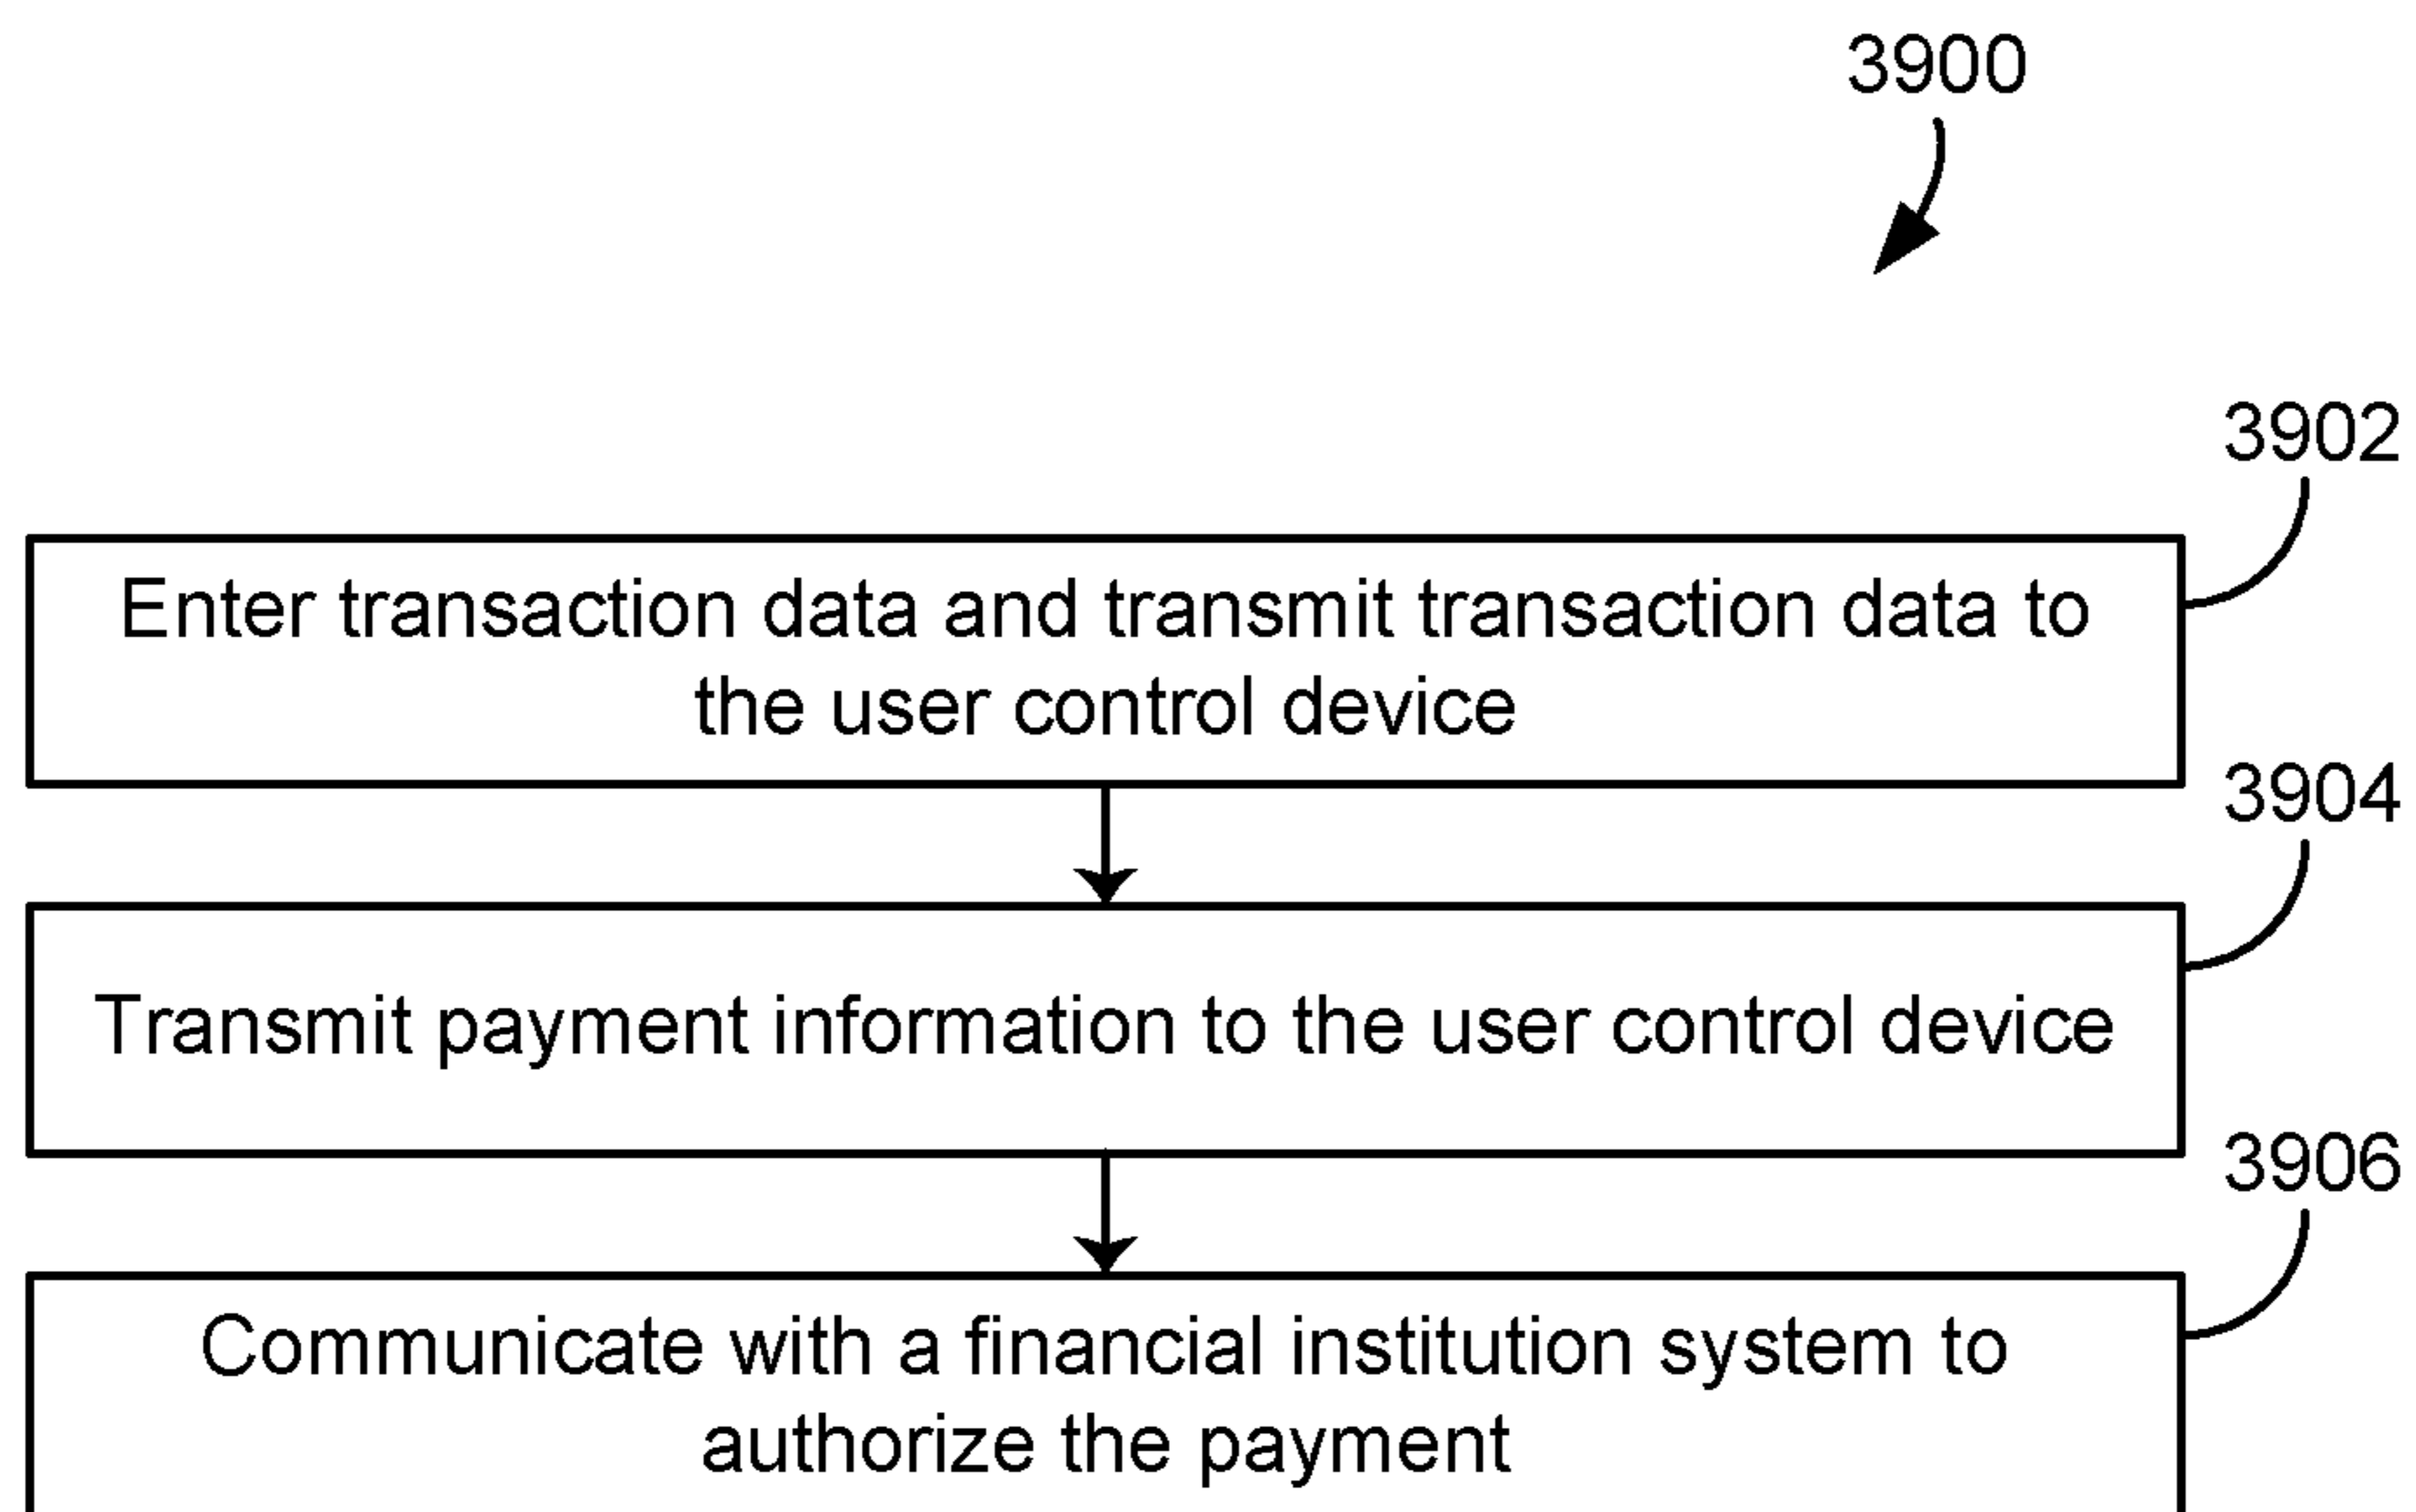 3900
3902
Enter transaction data and transmit transaction data to
the user control device
3904
Transmit payment information to the user control device
3906
Communicate with a financial institution system to
authorize the payment